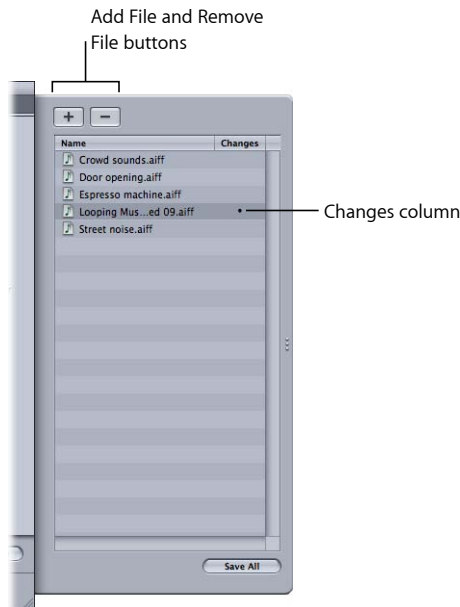 Add File and Remove
File buttons
+ −
Name Changes
Crowd sounds.aiff
Door opening.aiff
Espresso machine.aiff
Looping Mus...ed 09.aiff •
Changes column
Street noise.aiff
Save All